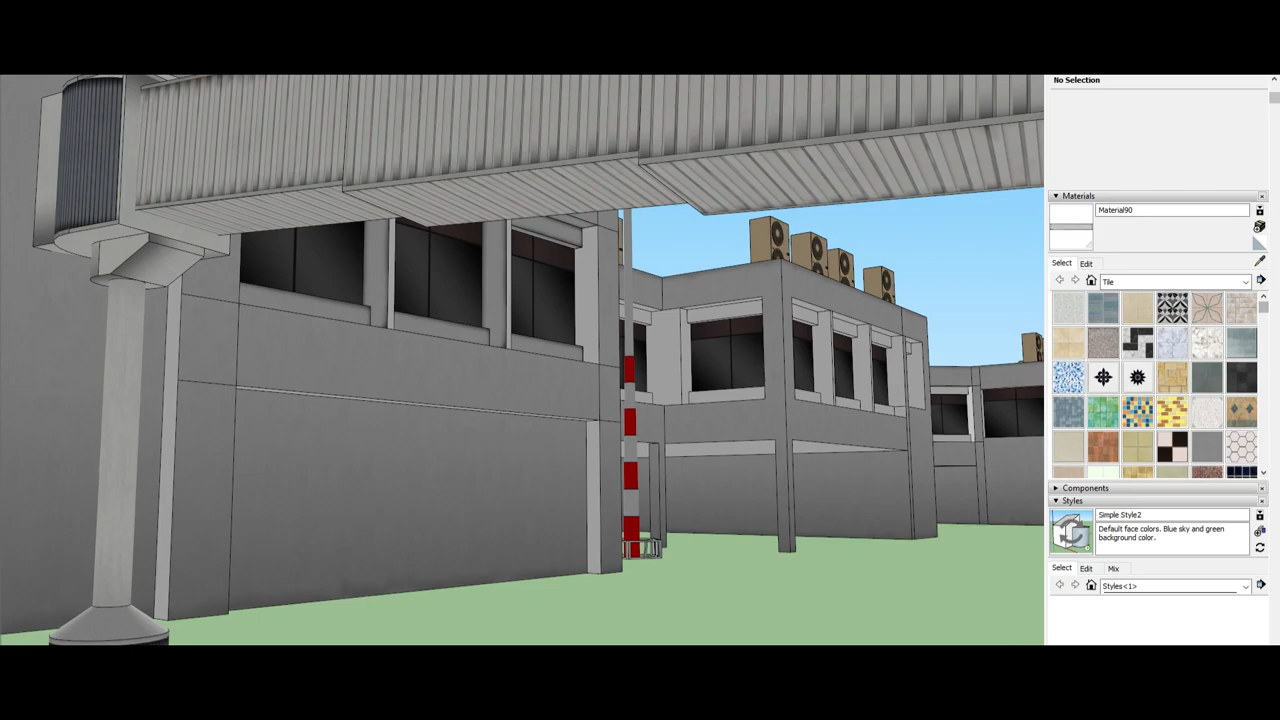 No Selection
Materials
Material90
Select Edit
Tile
Components
Styles
Simple Style2
Default face colors. Blue sky and green
background color.
Select Edit Mix
Styles<1>